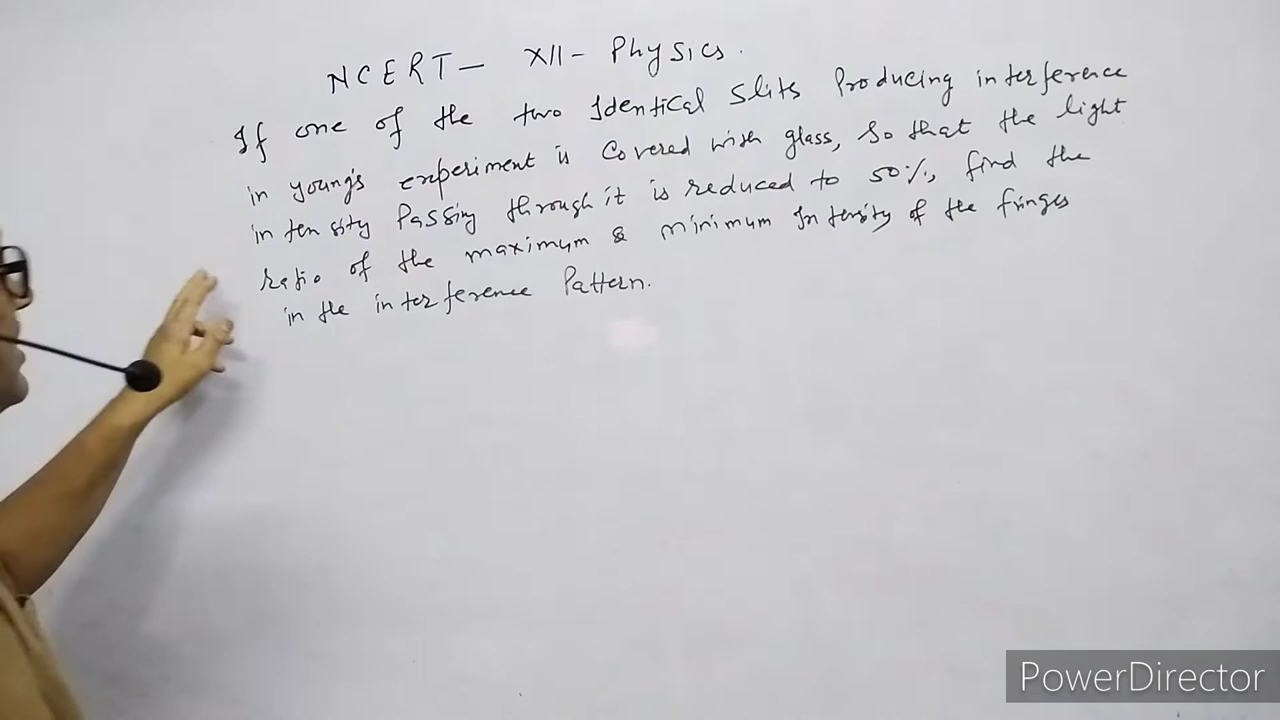 NCERT - XII - Physics.
If one of the two Identical Slits Producing interference
in young's experiment is Covered with glass, So that the light
intensity Passing through it is reduced to 50%, find the
ratio of the maximum & minimum Intensity of the fringes
in the interference Pattern.
PowerDirector